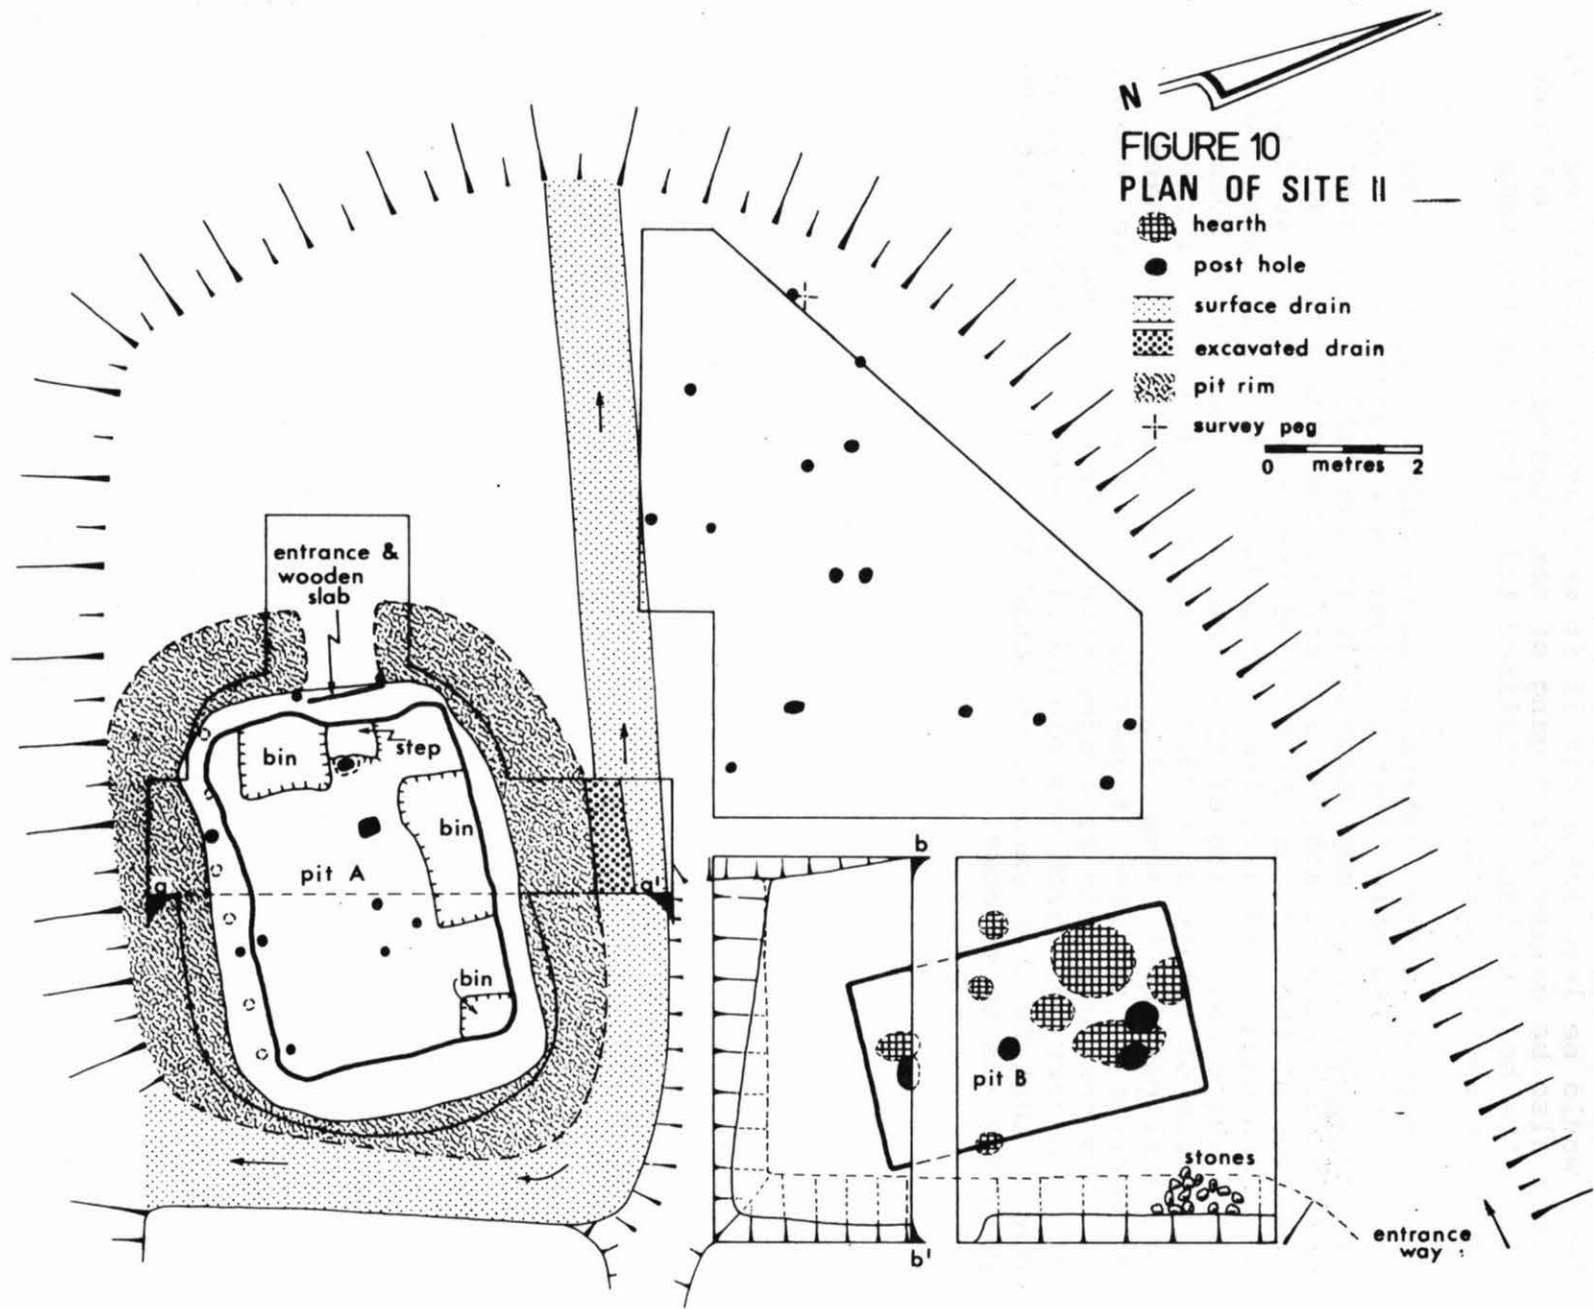 N
FIGURE 10
PLAN OF SITE II
hearth
post hole
surface drain
excavated drain
pit rim
survey peg
0 metres 2
entrance &
wooden
slab
bin
step
bin
pit A
a
a'
bin
b
pit B
stones
b'
entrance
way